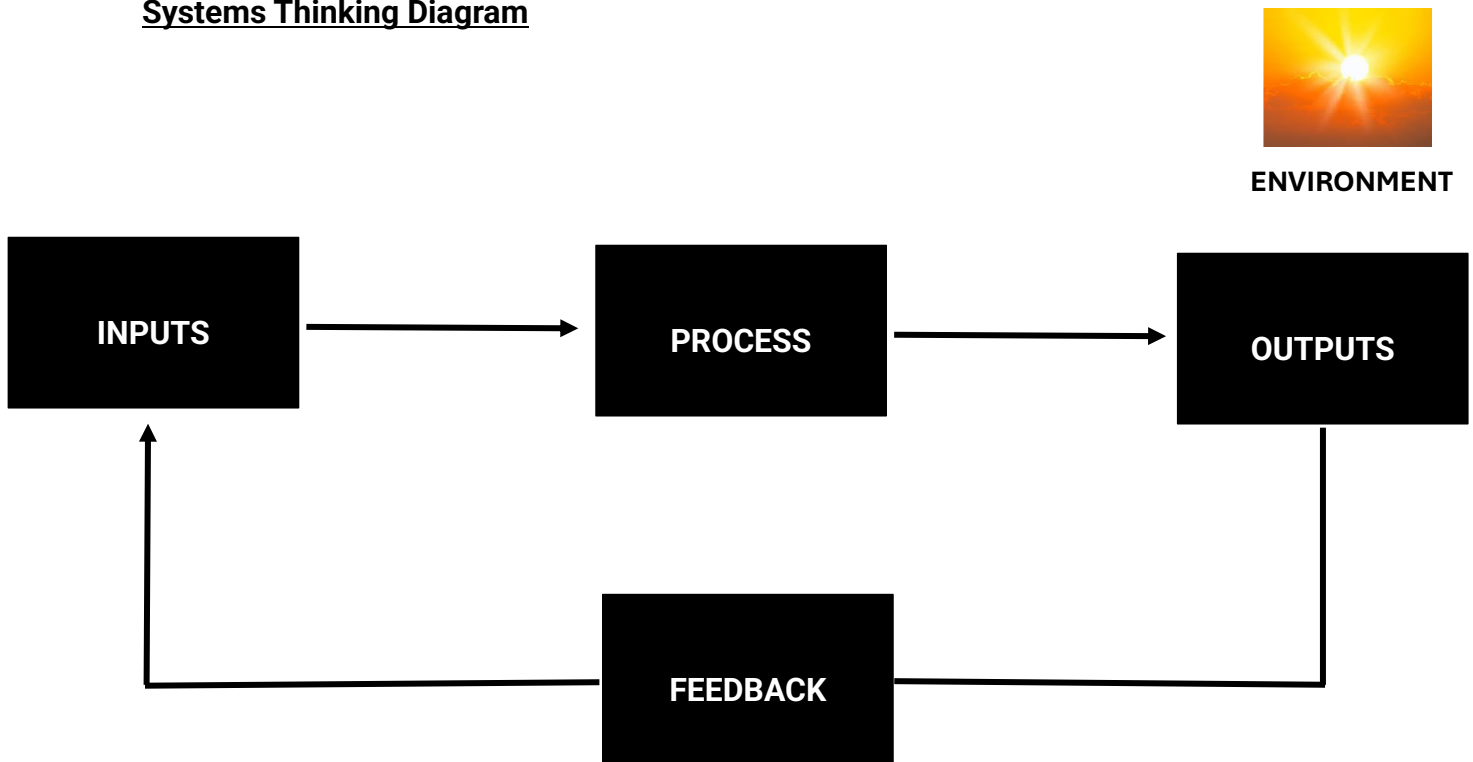 Systems Thinking Diagram
ENVIRONMENT
INPUTS
PROCESS
OUTPUTS
FEEDBACK